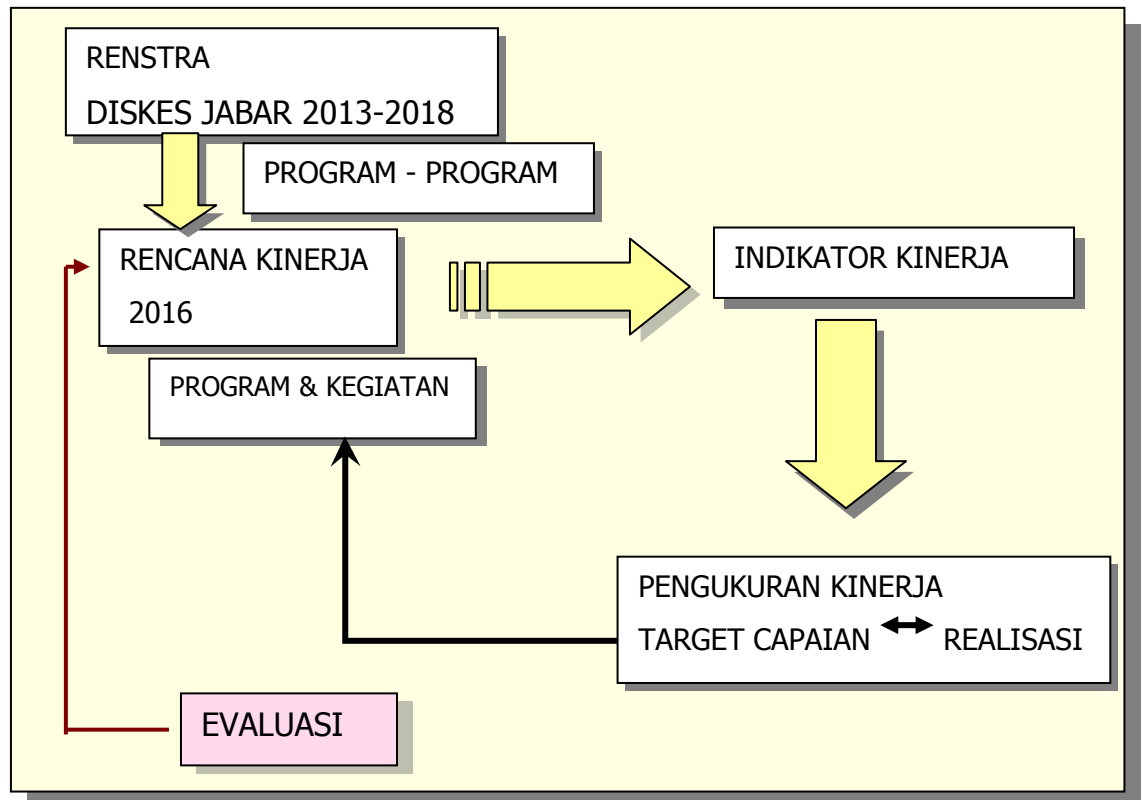 RENSTRA
DISKES JABAR 2013-2018
PROGRAM - PROGRAM
RENCANA KINERJA
2016
INDIKATOR KINERJA
PROGRAM & KEGIATAN
PENGUKURAN KINERJA
TARGET CAPAIAN REALISASI
EVALUASI